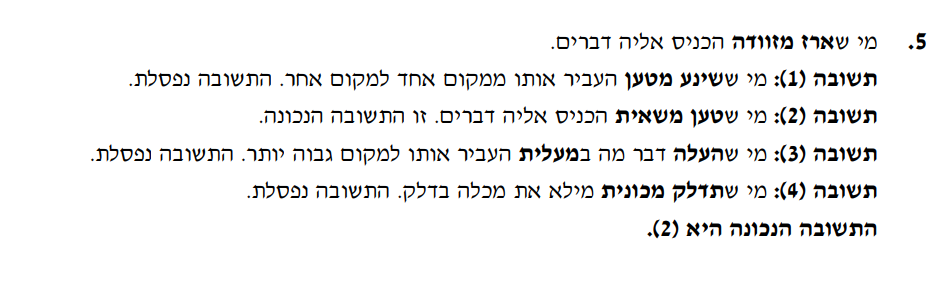 5. מי שארז מזוודה הכניס אליה דברים.
תשובה (1): מי ששינע מטען העביר אותו ממקום אחד למקום אחר. התשובה נפסלת.
תשובה (2): מי שטען משאית הכניס אליה דברים. זו התשובה הנכונה.
תשובה (3): מי שהעלה דבר מה במעלית העביר אותו למקום גבוה יותר. התשובה נפסלת.
תשובה (4): מי שתדלק מכונית מילא את מכלה בדלק. התשובה נפסלת.
התשובה הנכונה היא (2).